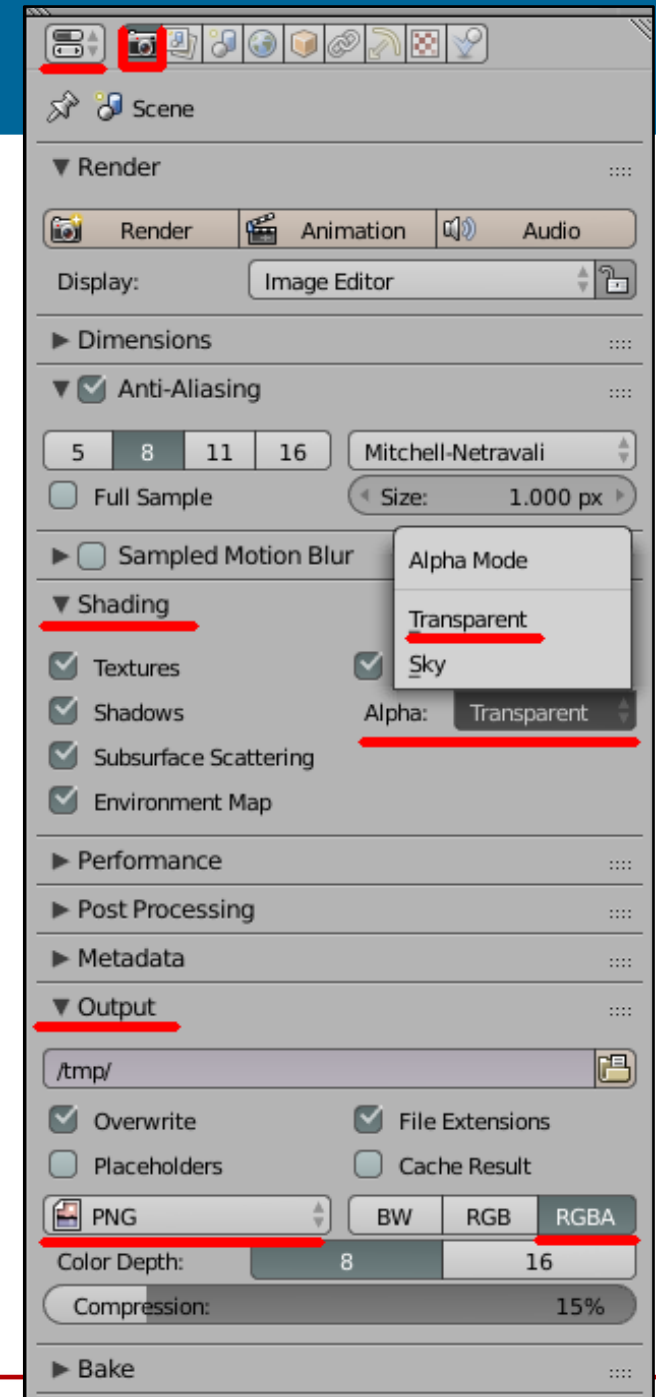 Scene
Render
Render Animation Audio
Display: Image Editor
Dimensions
Anti-Aliasing
5 8 11 16 Mitchell-Netravali
Full Sample Size: 1.000 px
Sampled Motion Blur
Alpha Mode
Shading
Transparent
Textures
Sky
Shadows
Alpha: Transparent
Subsurface Scattering
Environment Map
Performance
Post Processing
Metadata
Output
/tmp/
Overwrite File Extensions
Placeholders Cache Result
PNG BW RGB RGBA
Color Depth: 8 16
Compression: 15%
Bake